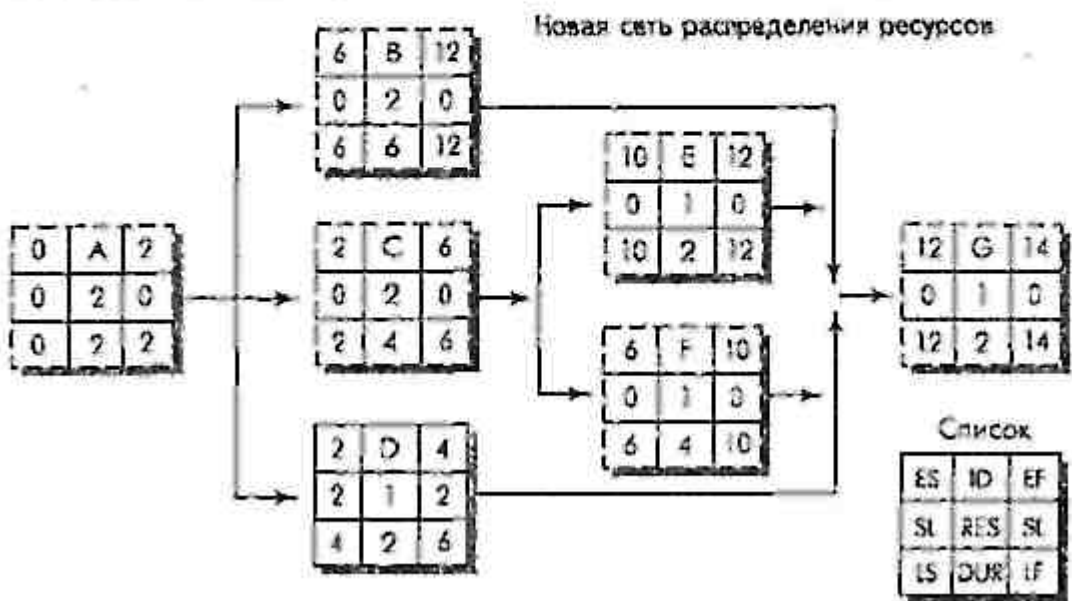 Новая сеть распределения ресурсов
6 B 12
0 2 0
6 6 12
10 E 12
0 1 0
10 2 12
0 A 2
0 2 0
0 2 2
2 C 6
0 2 0
2 4 6
12 G 14
0 1 0
12 2 14
6 F 10
0 1 0
6 4 10
2 D 4
2 1 2
4 2 6
Список
ES ID EF
SL RES SL
LS DUR LF